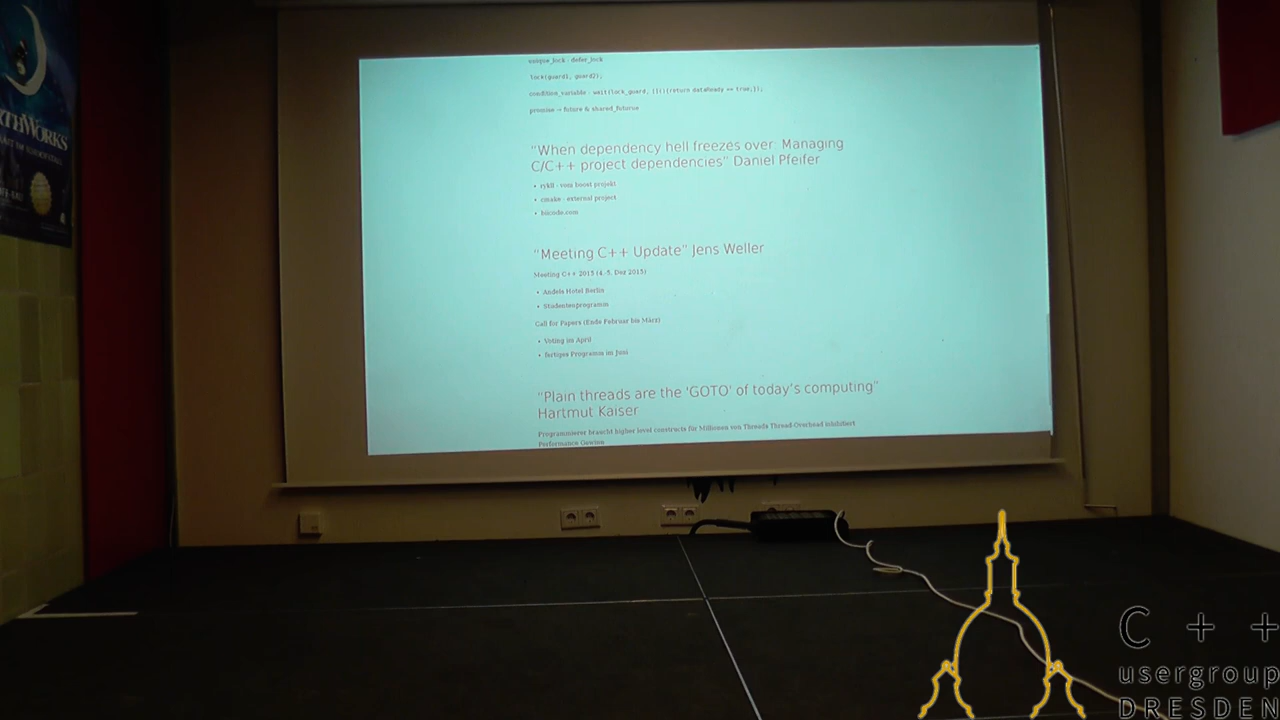 unique_lock - defer_lock
lock(guard1, guard2);
condition_variable - wait(lock_guard, [](){return dataReady == true;});
promise → future & shared_future
"When dependency hell freezes over: Managing
C/C++ project dependencies" Daniel Pfeifer
• ryklt - vom boost projekt
• cmake - external project
• biicode.com
"Meeting C++ Update" Jens Weller
Meeting C++ 2015 (4.-5. Dez 2015)
• Andels Hotel Berlin
• Studentenprogramm
Call for Papers (Ende Februar bis März)
• Voting im April
• fertiges Programm im Juni
"Plain threads are the 'GOTO' of today's computing"
Hartmut Kaiser
Programmierer braucht higher level constructs für Millionen von Threads Thread-Overhead inhibiliert
Performance Gewinn
THWORKS
C++
usergroup
DRESDEN